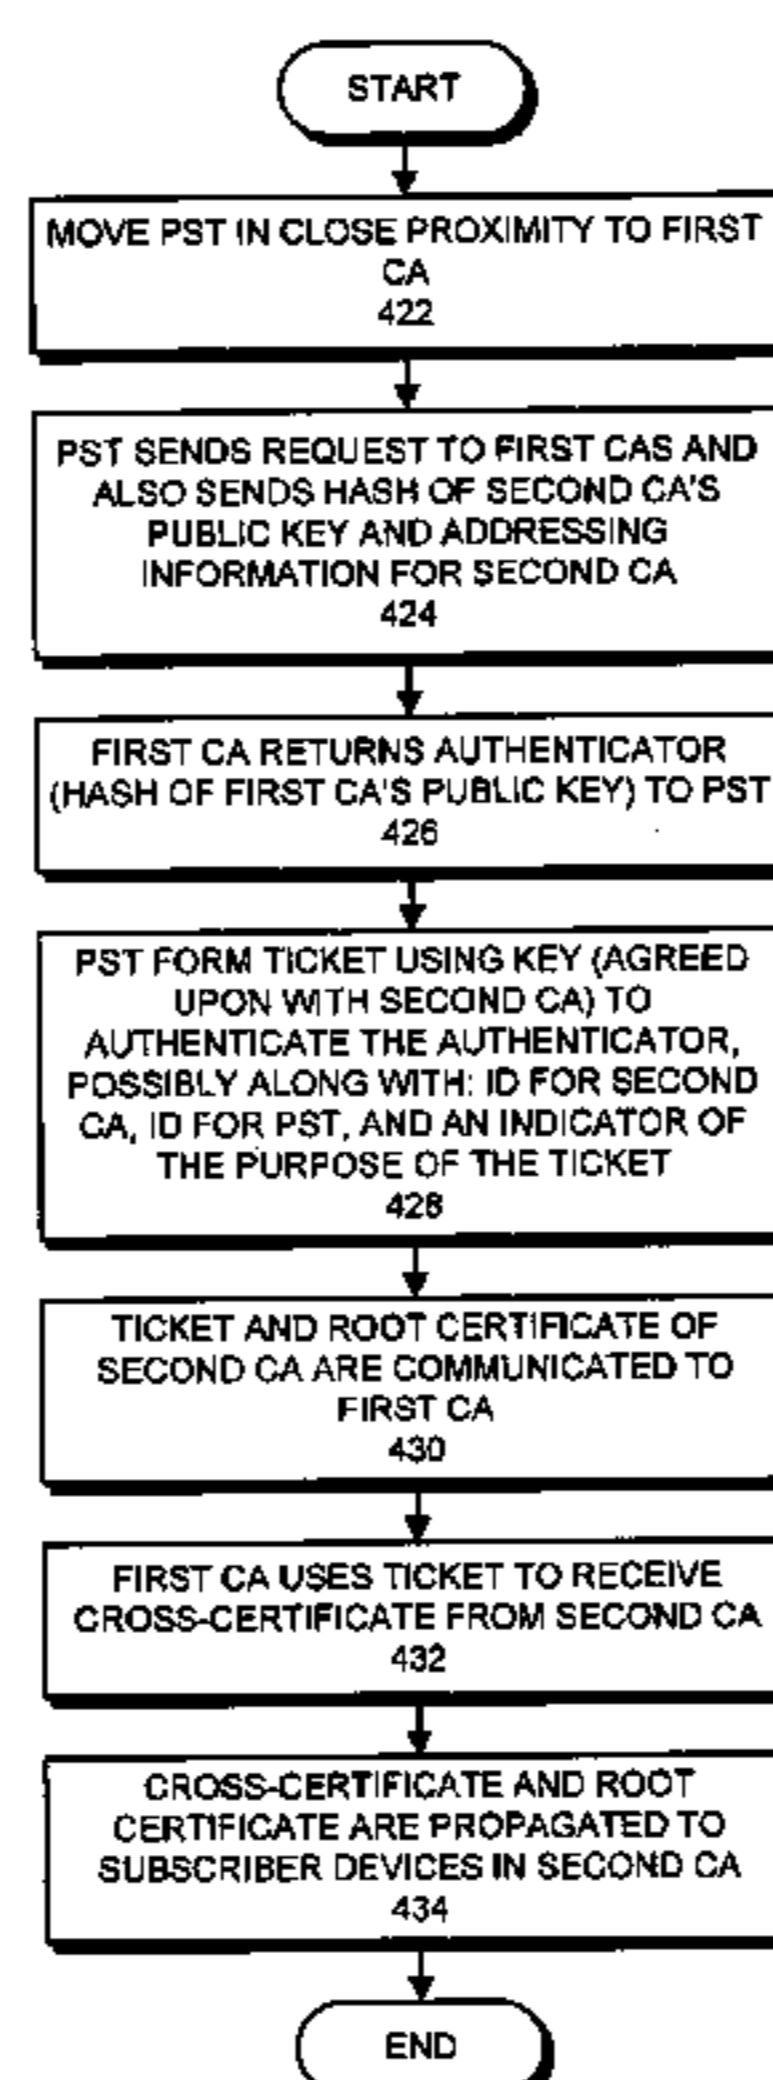 START
MOVE PST IN CLOSE PROXIMITY TO FIRST
CA
422
PST SENDS REQUEST TO FIRST CAS AND
ALSO SENDS HASH OF SECOND CA'S
PUBLIC KEY AND ADDRESSING
INFORMATION FOR SECOND CA
424
FIRST CA RETURNS AUTHENTICATOR
(HASH OF FIRST CA'S PUBLIC KEY) TO PST
426
PST FORM TICKET USING KEY (AGREED
UPON WITH SECOND CA) TO
AUTHENTICATE THE AUTHENTICATOR,
POSSIBLY ALONG WITH: ID FOR SECOND
CA, ID FOR PST, AND AN INDICATOR OF
THE PURPOSE OF THE TICKET
428
TICKET AND ROOT CERTIFICATE OF
SECOND CA ARE COMMUNICATED TO
FIRST CA
430
FIRST CA USES TICKET TO RECEIVE
CROSS-CERTIFICATE FROM SECOND CA
432
CROSS-CERTIFICATE AND ROOT
CERTIFICATE ARE PROPAGATED TO
SUBSCRIBER DEVICES IN SECOND CA
434
END